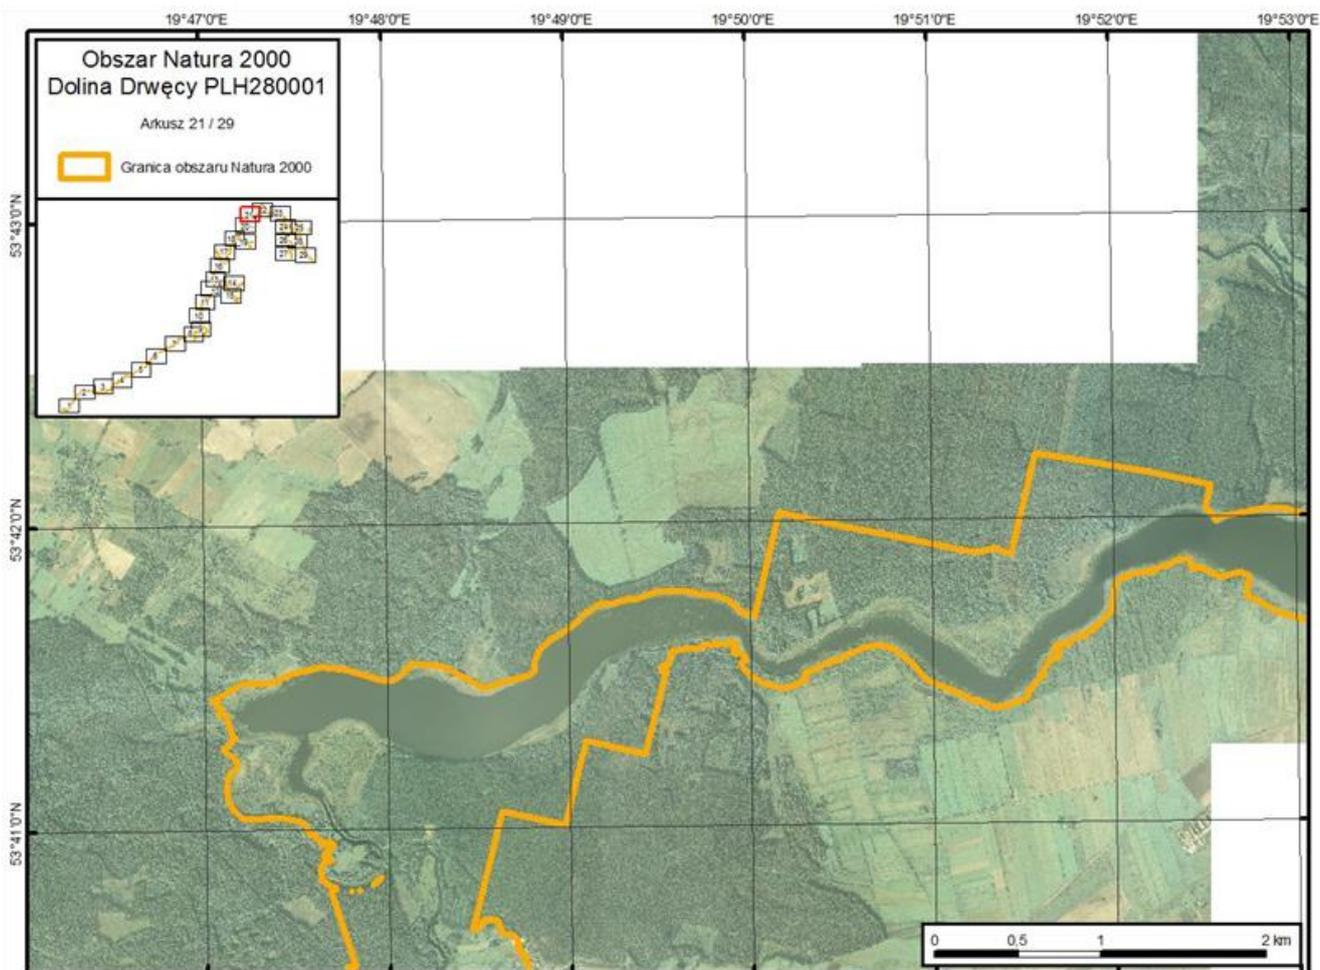 19°47'0"E 19°48'0"E 19°49'0"E 19°50'0"E 19°51'0"E 19°52'0"E 19°53'0"E
Obszar Natura 2000
Dolina Drwęcy PLH280001
Arkusz 21 / 29
Granica obszaru Natura 2000
53°43'0"N
53°42'0"N
53°41'0"N
0 0,5 1 2 km